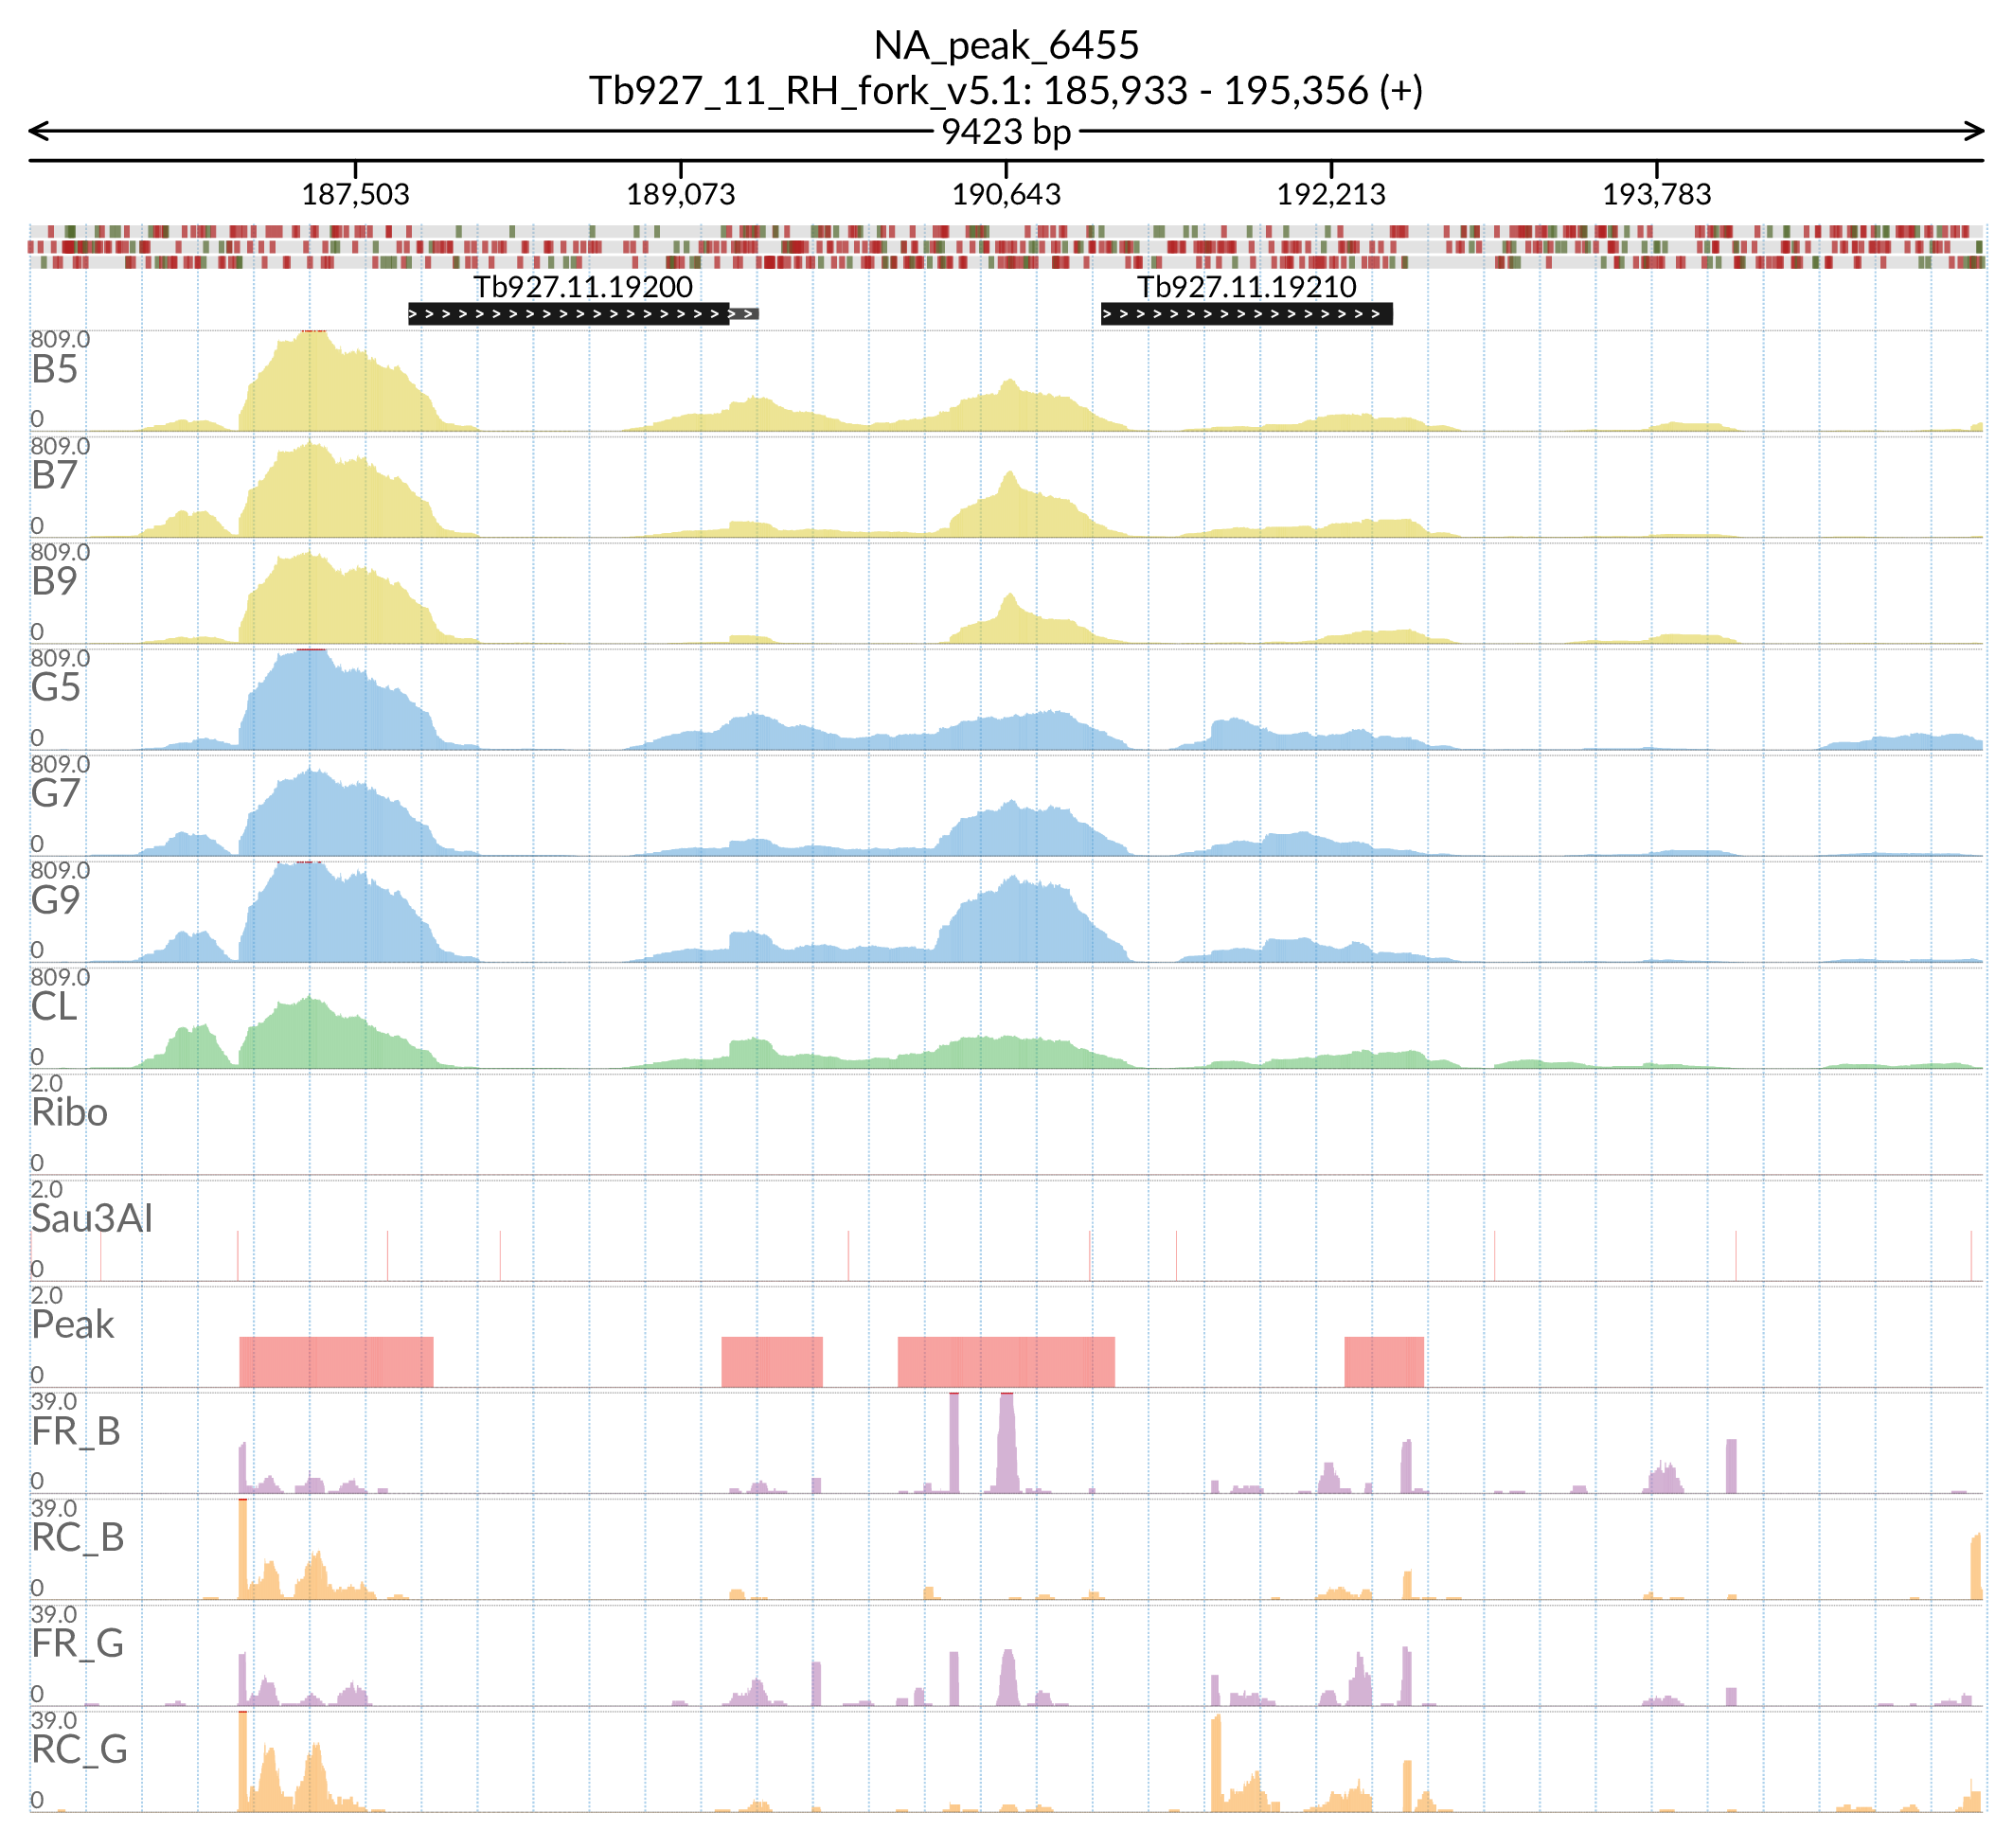 NA_peak_6455
Tb927_11_RH_fork_v5.1: 185,933 - 195,356 (+)
9423 bp
187,503 189,073 190,643 192,213 193,783
Tb927.11.19200 Tb927.11.19210
809.0
B5
0
809.0
B7
0
809.0
B9
0
809.0
G5
0
809.0
G7
0
809.0
G9
0
809.0
CL
0
2.0
Ribo
0
2.0
Sau3AI
0
2.0
Peak
0
39.0
FR_B
0
39.0
RC_B
0
39.0
FR_G
0
39.0
RC_G
0